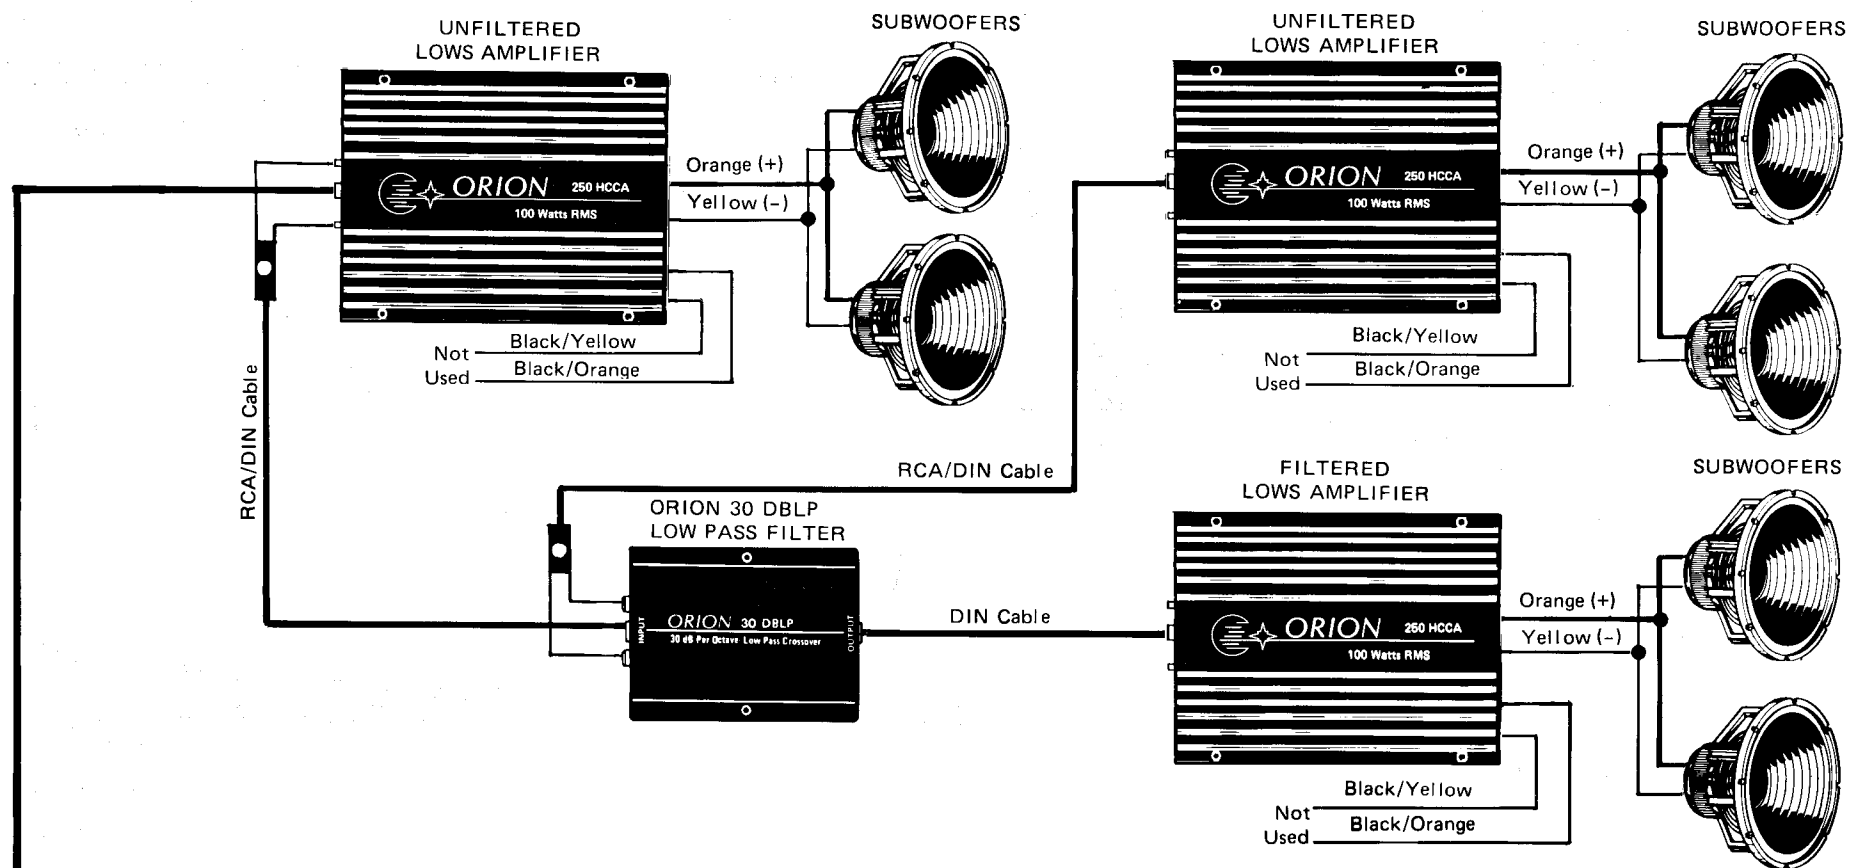 UNFILTERED
LOWS AMPLIFIER
SUBWOOFERS
ORION 250 HCCA
100 Watts RMS
Orange (+)
Yellow (-)
Not
Used
Black/Yellow
Black/Orange
RCA/DIN Cable
UNFILTERED
LOWS AMPLIFIER
SUBWOOFERS
ORION 250 HCCA
100 Watts RMS
Orange (+)
Yellow (-)
Not
Used
Black/Yellow
Black/Orange
RCA/DIN Cable
ORION 30 DBLP
LOW PASS FILTER
INPUT
ORION 30 DBLP
30 dB Per Octave Low Pass Crossover
OUTPUT
DIN Cable
FILTERED
LOWS AMPLIFIER
SUBWOOFERS
ORION 250 HCCA
100 Watts RMS
Orange (+)
Yellow (-)
Not
Used
Black/Yellow
Black/Orange